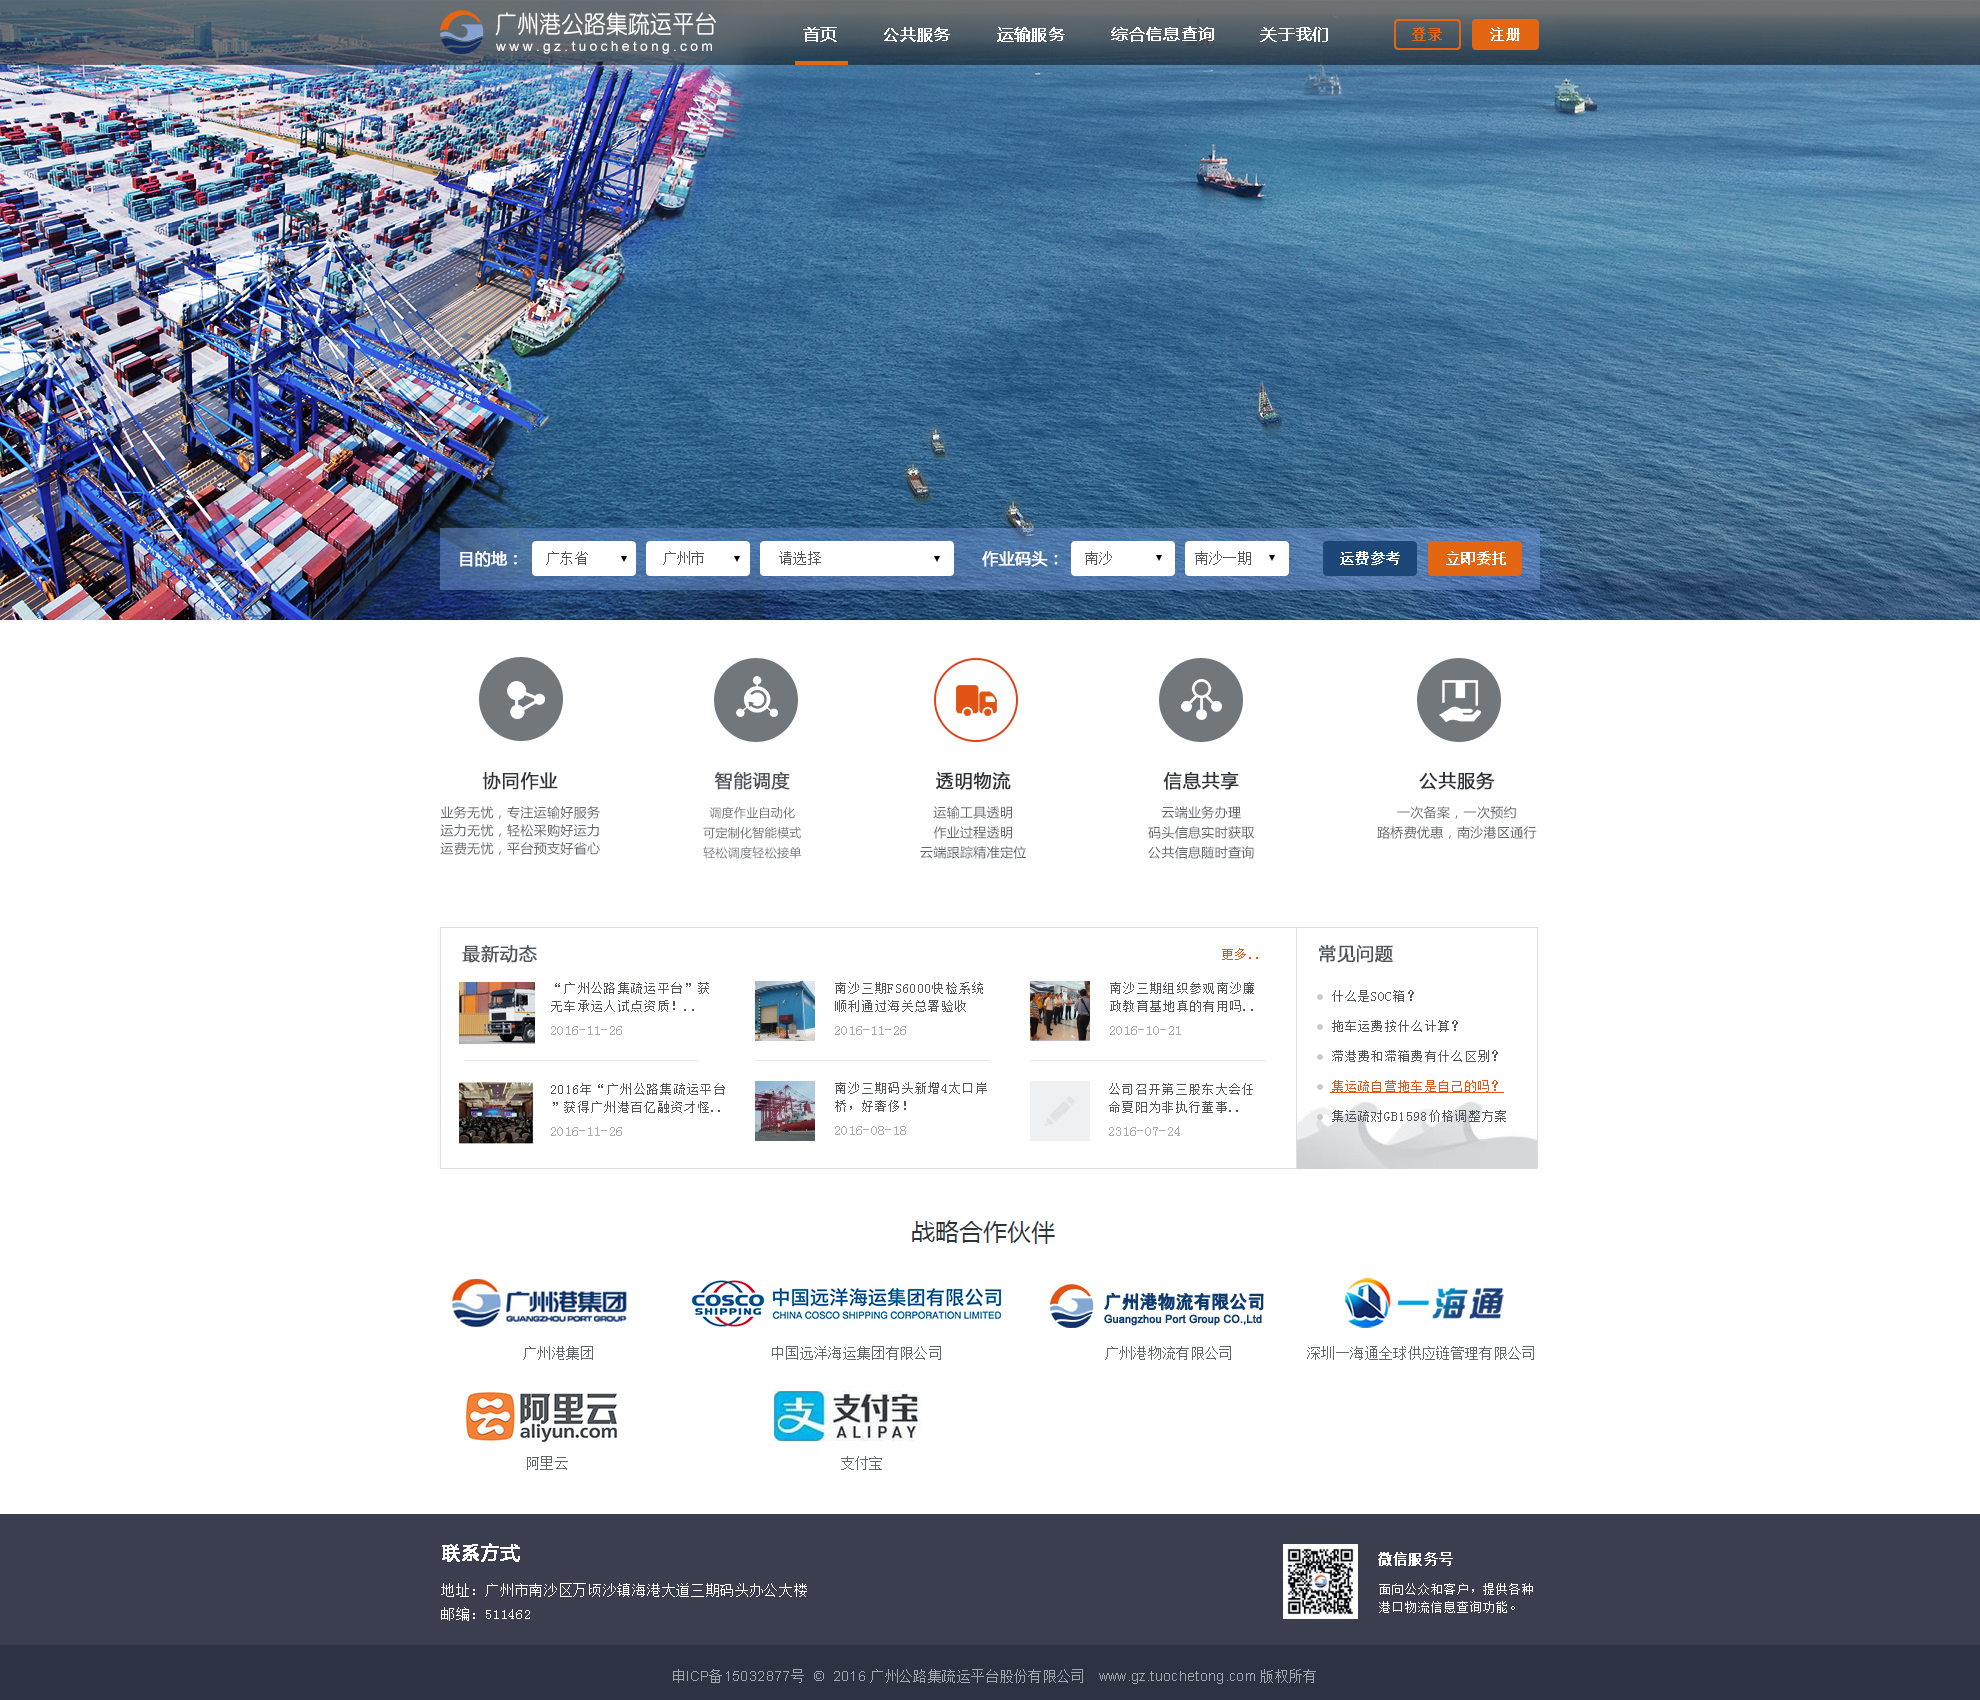 广州港公路集疏运平台
www.gz.tuochetong.com
首页 公共服务 运输服务 综合信息查询 关于我们 登录 注册
目的地： 广东省 广州市 请选择 作业码头： 南沙 南沙一期 运费参考 立即委托
协同作业
业务无忧，专注运输好服务
运力无忧，轻松采购好运力
运费无忧，平台预支好省心
智能调度
调度作业自动化
可定制化智能模式
轻松调度轻松接单
透明物流
运输工具透明
作业过程透明
云端跟踪精准定位
信息共享
云端业务办理
码头信息实时获取
公共信息随时查询
公共服务
一次备案，一次预约
路桥费优惠，南沙港区通行
最新动态 更多..
“广州公路集疏运平台”获
无车承运人试点资质！..
2016-11-26
南沙三期FS6000快检系统
顺利通过海关总署验收
2016-11-26
南沙三期组织参观南沙廉
政教育基地真的有用吗..
2016-10-21
2016年“广州公路集疏运平台
”获得广州港百亿融资才怪..
2016-11-26
南沙三期码头新增4太口岸
桥，好奢侈！
2016-08-18
公司召开第三股东大会任
命夏阳为非执行董事..
2316-07-24
常见问题
什么是SOC箱？
拖车运费按什么计算？
滞港费和滞箱费有什么区别？
集运疏自营拖车是自己的吗？
集运疏对GB1598价格调整方案
战略合作伙伴
广州港集团
GUANGZHOU PORT GROUP
广州港集团
COSCO
SHIPPING
中国远洋海运集团有限公司
CHINA COSCO SHIPPING CORPORATION LIMITED
中国远洋海运集团有限公司
广州港物流有限公司
Guangzhou Port Group CO.,Ltd
广州港物流有限公司
一海通
深圳一海通全球供应链管理有限公司
阿里云
aliyun.com
阿里云
支 支付宝
ALIPAY
支付宝
联系方式
地址：广州市南沙区万顷沙镇海港大道三期码头办公大楼
邮编：511462
微信服务号
面向公众和客户，提供各种
港口物流信息查询功能。
申ICP备15032877号 © 2016 广州公路集疏运平台股份有限公司 www.gz.tuochetong.com 版权所有